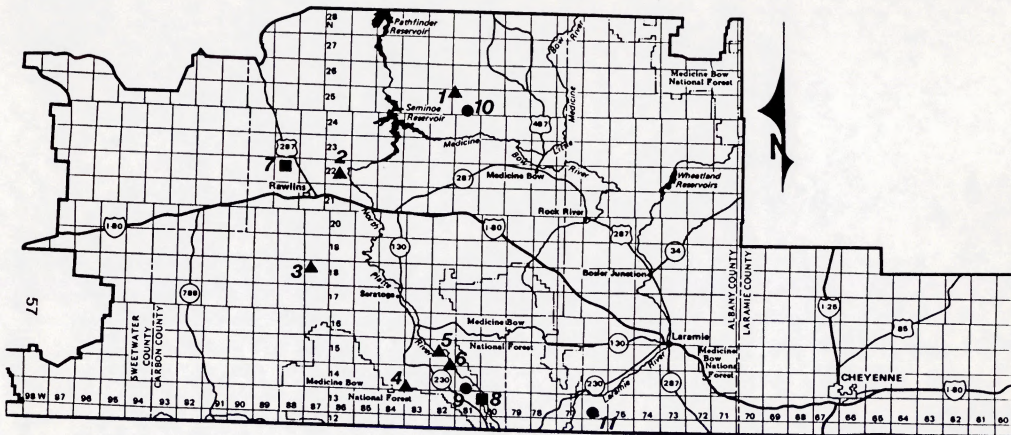 28
N
27
26
25
24
23
22
21
20
19
18
17
16
15
14
13
12
Pathfinder
Reservoir
Bow River
Medicine
Medicine Bow
National Forest
1
10
Seminoe
Reservoir
487
Medicine
Bow
Little
River
Medicine Bow
287
7
2
287
Rawlins
Wheatland
Reservoirs
Rock River
I-80
North
Platte
River
130
I-80
287
34
3
789
Saratoga
Bosler Junction
57
SWEETWATER
COUNTY
CARBON COUNTY
ALBANY COUNTY
LARAMIE COUNTY
I-25
85
Medicine Bow
National Forest
130
Laramie
Medicine
Bow
National
Forest
5
6
4
230
9
8
Medicine Bow
National Forest
230
Laramie River
287
11
CHEYENNE
I-80
98 W 97 96 95 94 93 92 91 90 89 88 87 86 85 84 83 82 81 80 79 78 77 76 75 74 73 72 71 70 69 68 67 66 65 64 63 62 61 60
N